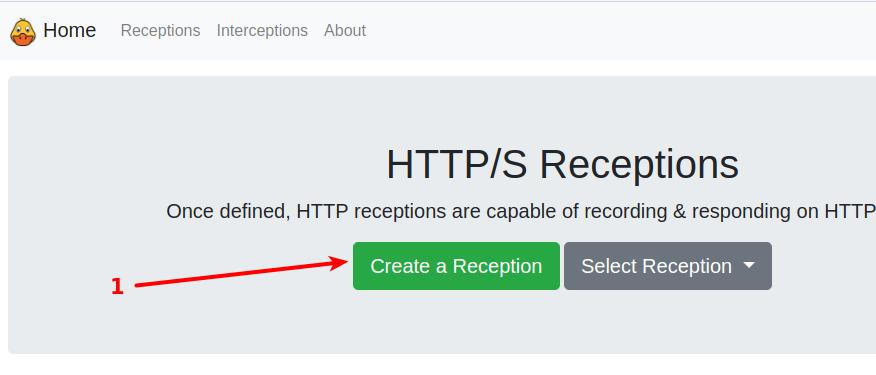 Home Receptions Interceptions About
HTTP/S Receptions
Once defined, HTTP receptions are capable of recording & responding on HTTP
Create a Reception Select Reception
1